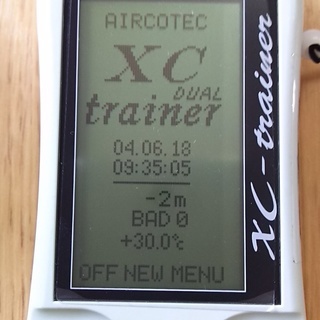 AIRCOTEC
XC
DUAL
trainer
04.06.18
09:35:05
-2m
BAD 0
+30.0°c
OFF NEW MENU
XC-trainer